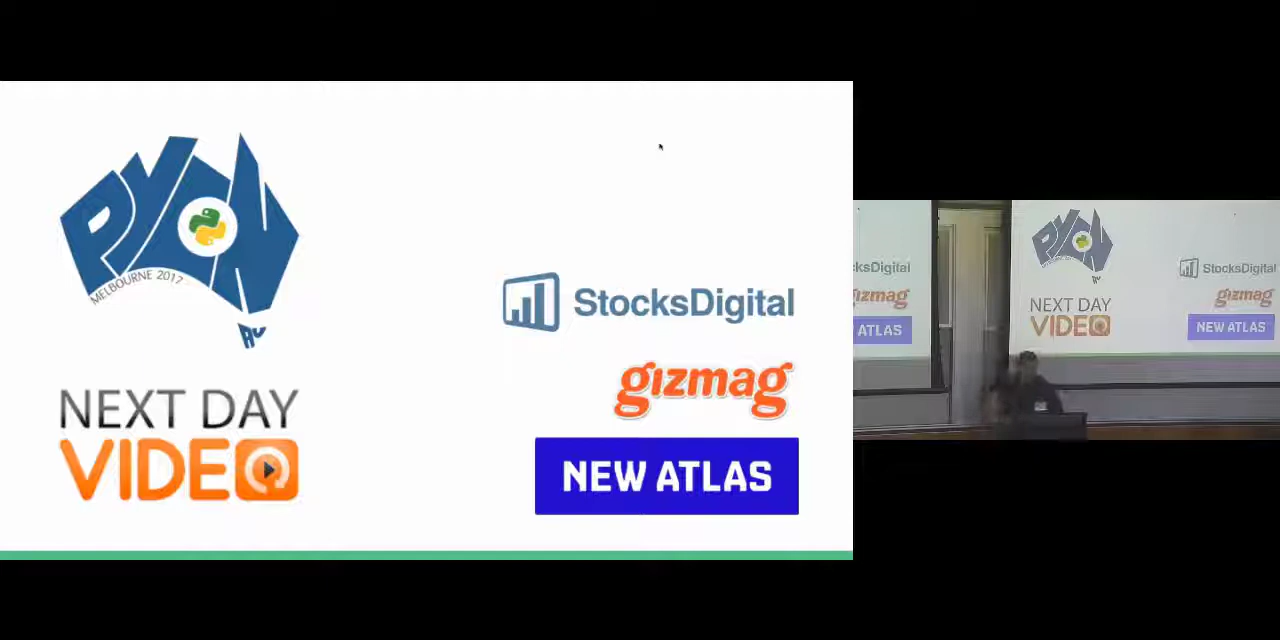 PYCON
MELBOURNE 2017
AU
NEXT DAY
VIDEO
StocksDigital
gizmag
NEW ATLAS
cksDigital
gizmag
ATLAS
PYCON
NEXT DAY
VIDEO
StocksDigital
gizmag
NEW ATLAS